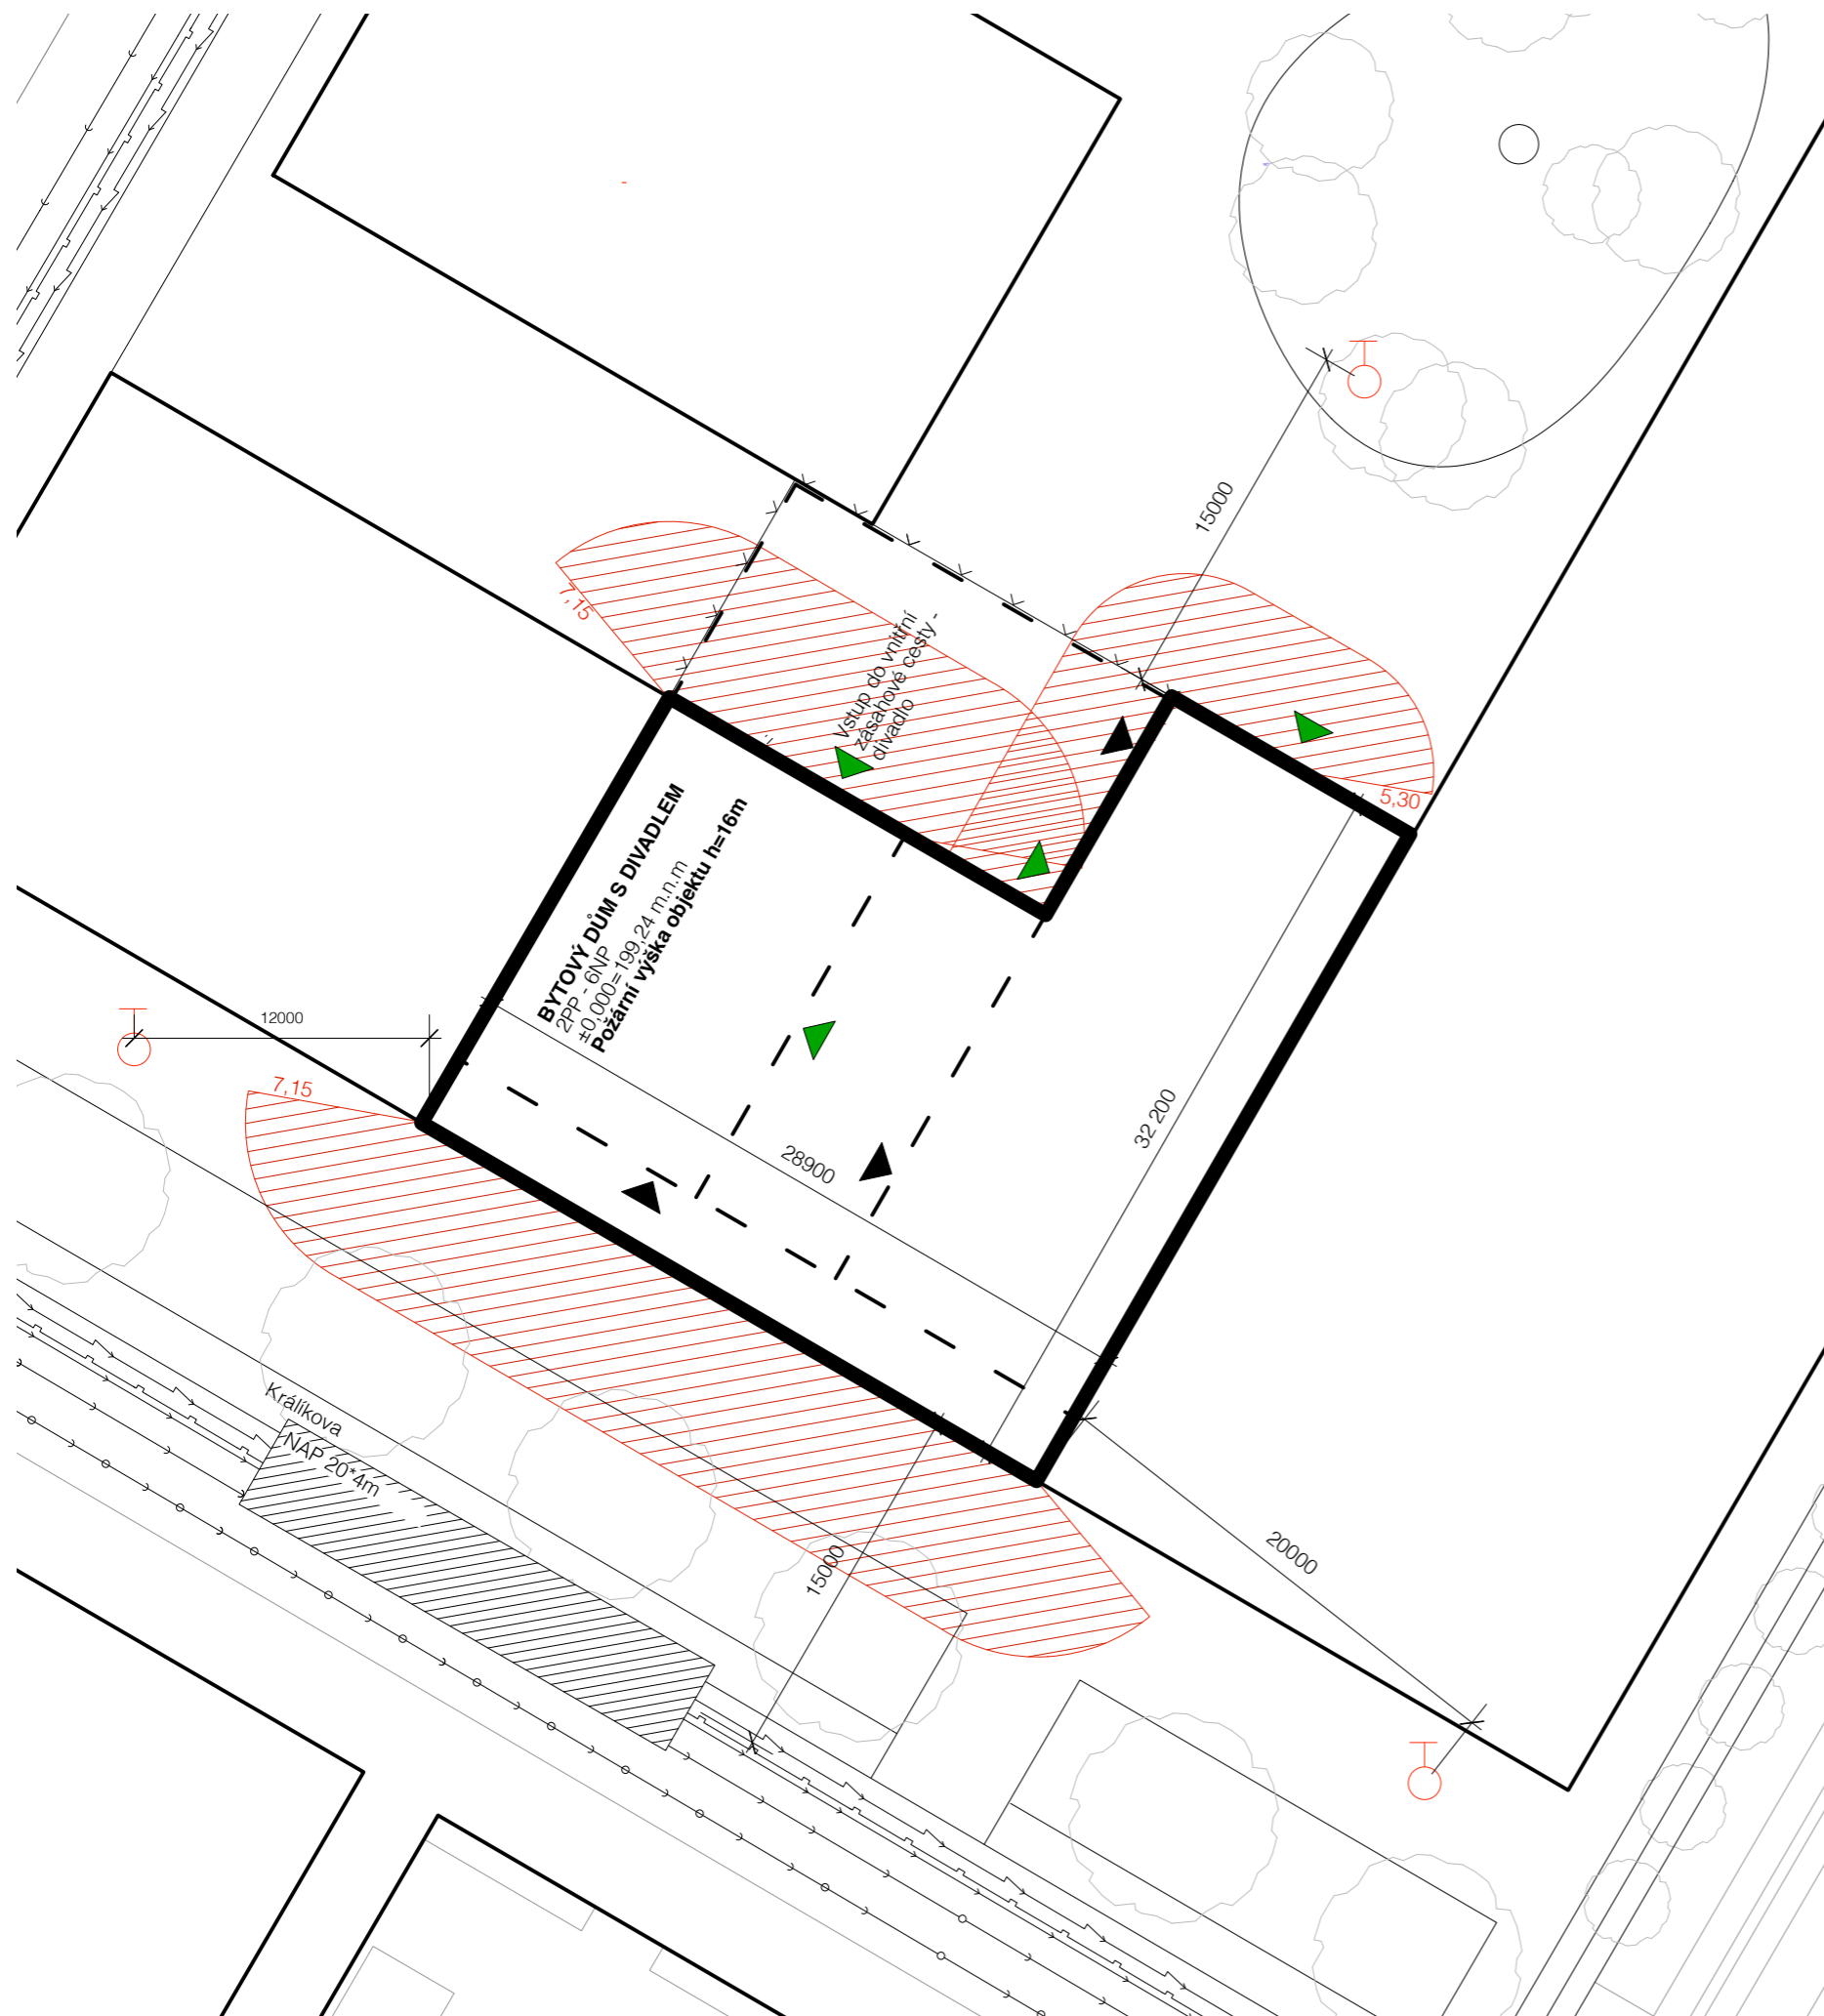 15000
7,15
Vstup do vnitřní
zásahové cesty -
divadlo
5,30
BYTOVÝ DŮM S DIVADLEM
2PP - 6NP
±0,000=199,24 m.n.m
Požární výška objektu h=16m
12000
7,15
28900
32 200
Králíkova
NAP 20*4m
15000
20000